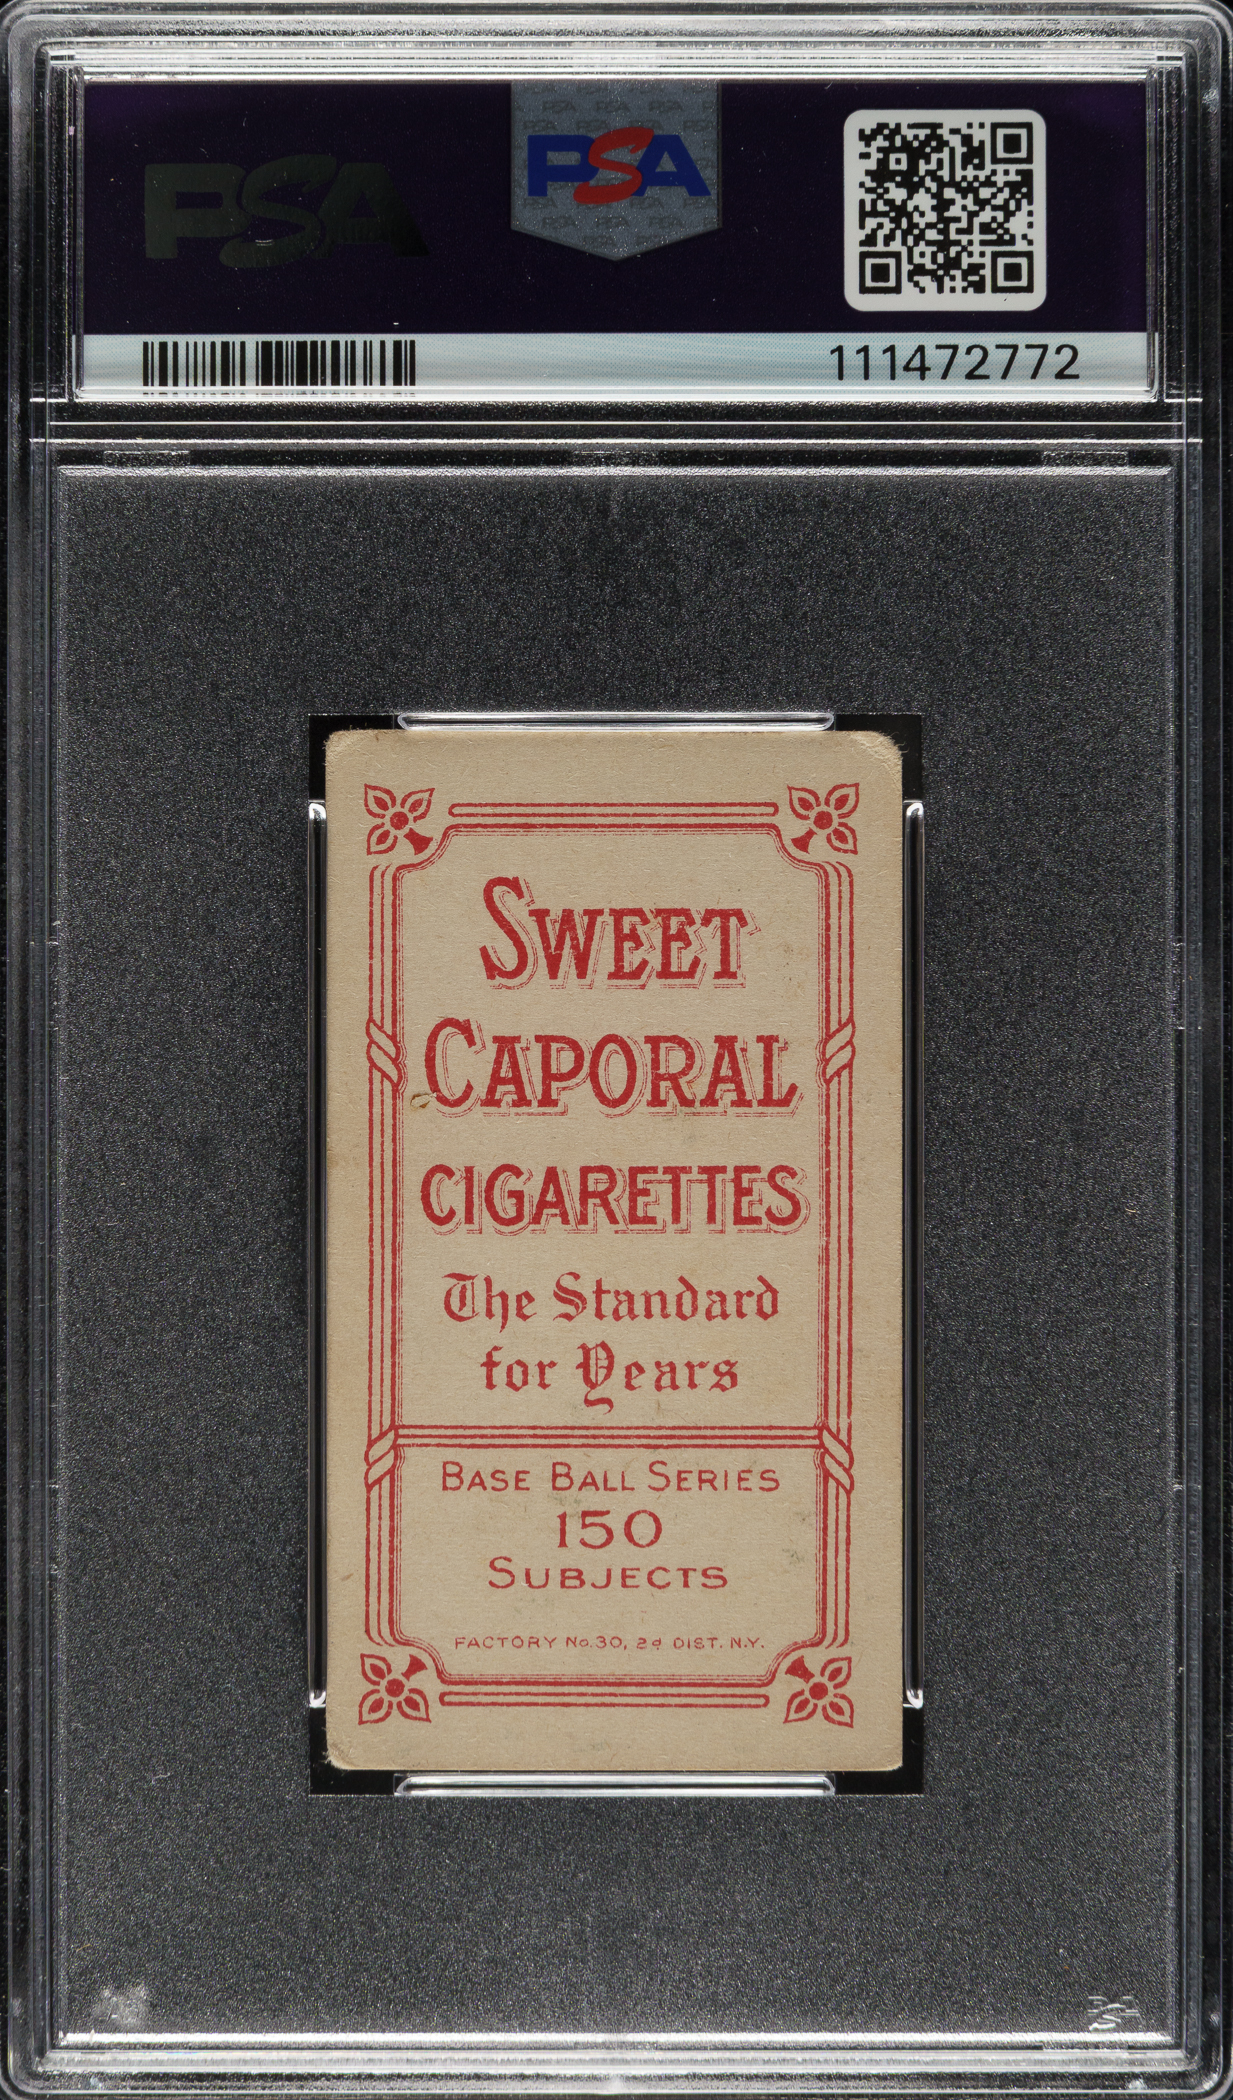 PSA
PSA
111472772
SWEET
CAPORAL
CIGARETTES
The Standard
for Years
BASE BALL SERIES
150
SUBJECTS
FACTORY No. 30, 2d DIST. N.Y.